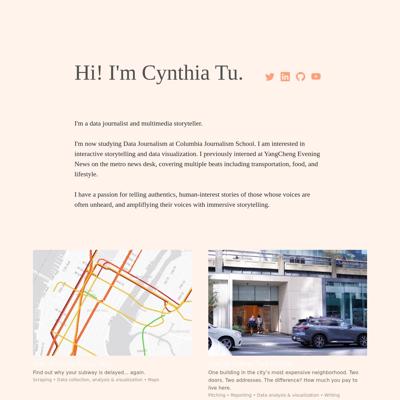 Hi! I'm Cynthia Tu.
I'm a data journalist and multimedia storyteller.
I'm now studying Data Journalism at Columbia Journalism School. I am interested in
interactive storytelling and data visualization. I previously interned at YangCheng Evening
News on the metro news desk, covering multiple beats including transportation, food, and
lifestyle.
I have a passion for telling authentics, human-interest stories of those whose voices are
often unheard, and amplifiying their voices with immersive storytelling.
Find out why your subway is delayed... again.
Scraping • Data collection, analysis & visualization • Maps
One building in the city's most expensive neighborhood. Two
doors. Two addresses. The difference? How much you pay to
live here.
Pitching • Reporting • Data analysis & visualization • Writing